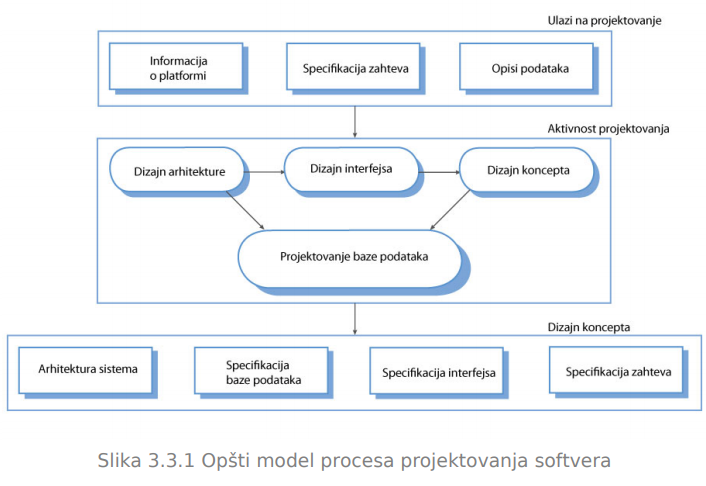 Ulazi na projektovanje
Informacija
o platformi
Specifikacija zahteva
Opisi podataka
Aktivnost projektovanja
Dizajn arhitekture
Dizajn interfejsa
Dizajn koncepta
Projektovanje baze podataka
Dizajn koncepta
Arhitektura sistema
Specifikacija
baze podataka
Specifikacija interfejsa
Specifikacija zahteva
Slika 3.3.1 Opšti model procesa projektovanja softvera